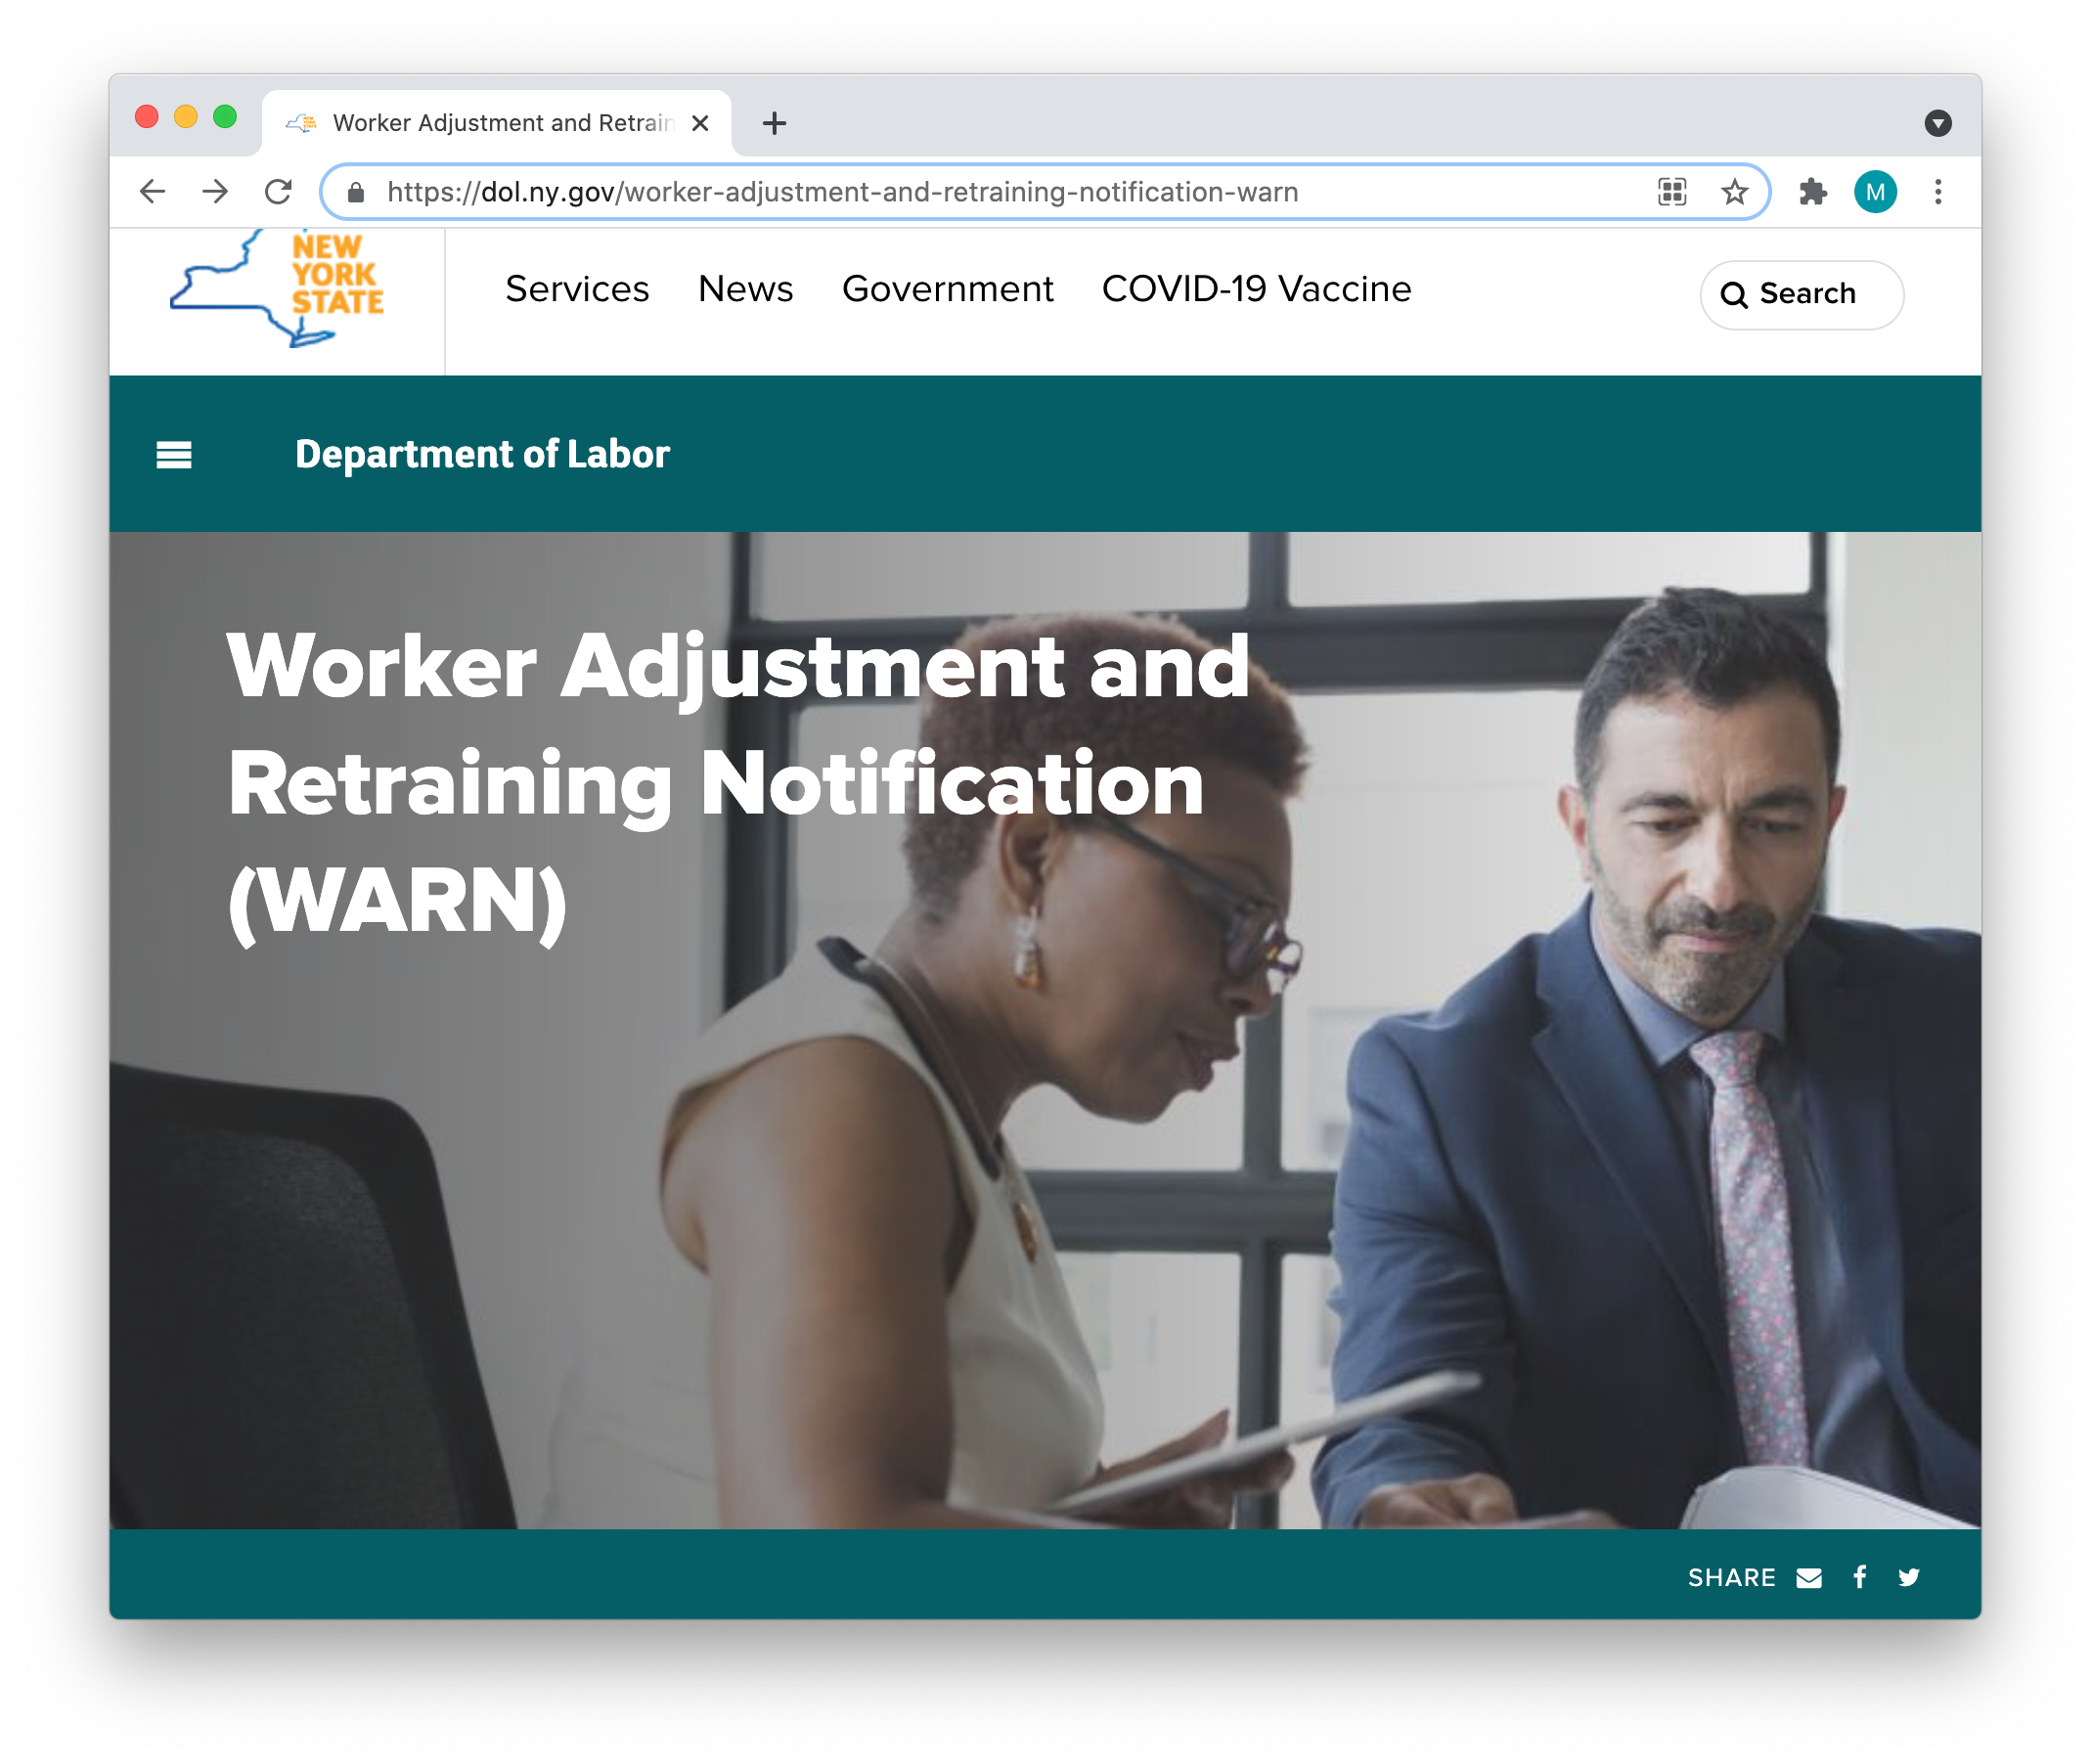 Worker Adjustment and Retrain
https://dol.ny.gov/worker-adjustment-and-retraining-notification-warn
M
NEW
YORK
STATE
Services News Government COVID-19 Vaccine
Search
Department of Labor
Worker Adjustment and
Retraining Notification
(WARN)
SHARE